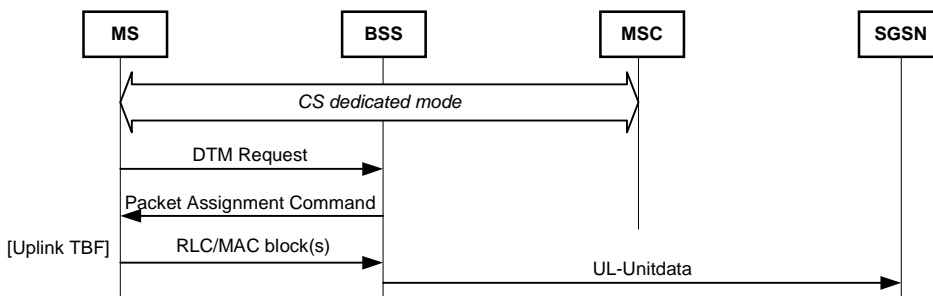 MS
BSS
MSC
SGSN
CS dedicated mode
DTM Request
Packet Assignment Command
[Uplink TBF]
RLC/MAC block(s)
UL-Unitdata